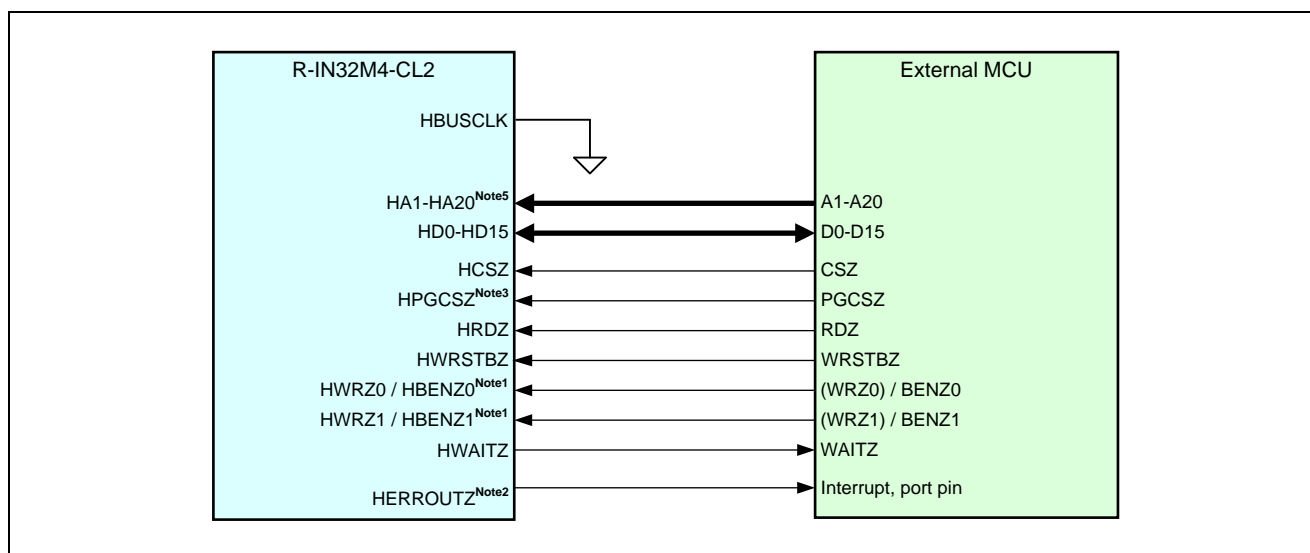 R-IN32M4-CL2
External MCU
HBUSCLK
HA1-HA20Note5
A1-A20
HD0-HD15
D0-D15
HCSZ
CSZ
HPGCSZNote3
PGCSZ
HRDZ
RDZ
HWRSTBZ
WRSTBZ
HWRZ0 / HBENZ0Note1
(WRZ0) / BENZ0
HWRZ1 / HBENZ1Note1
(WRZ1) / BENZ1
HWAITZ
WAITZ
HERROUTZNote2
Interrupt, port pin